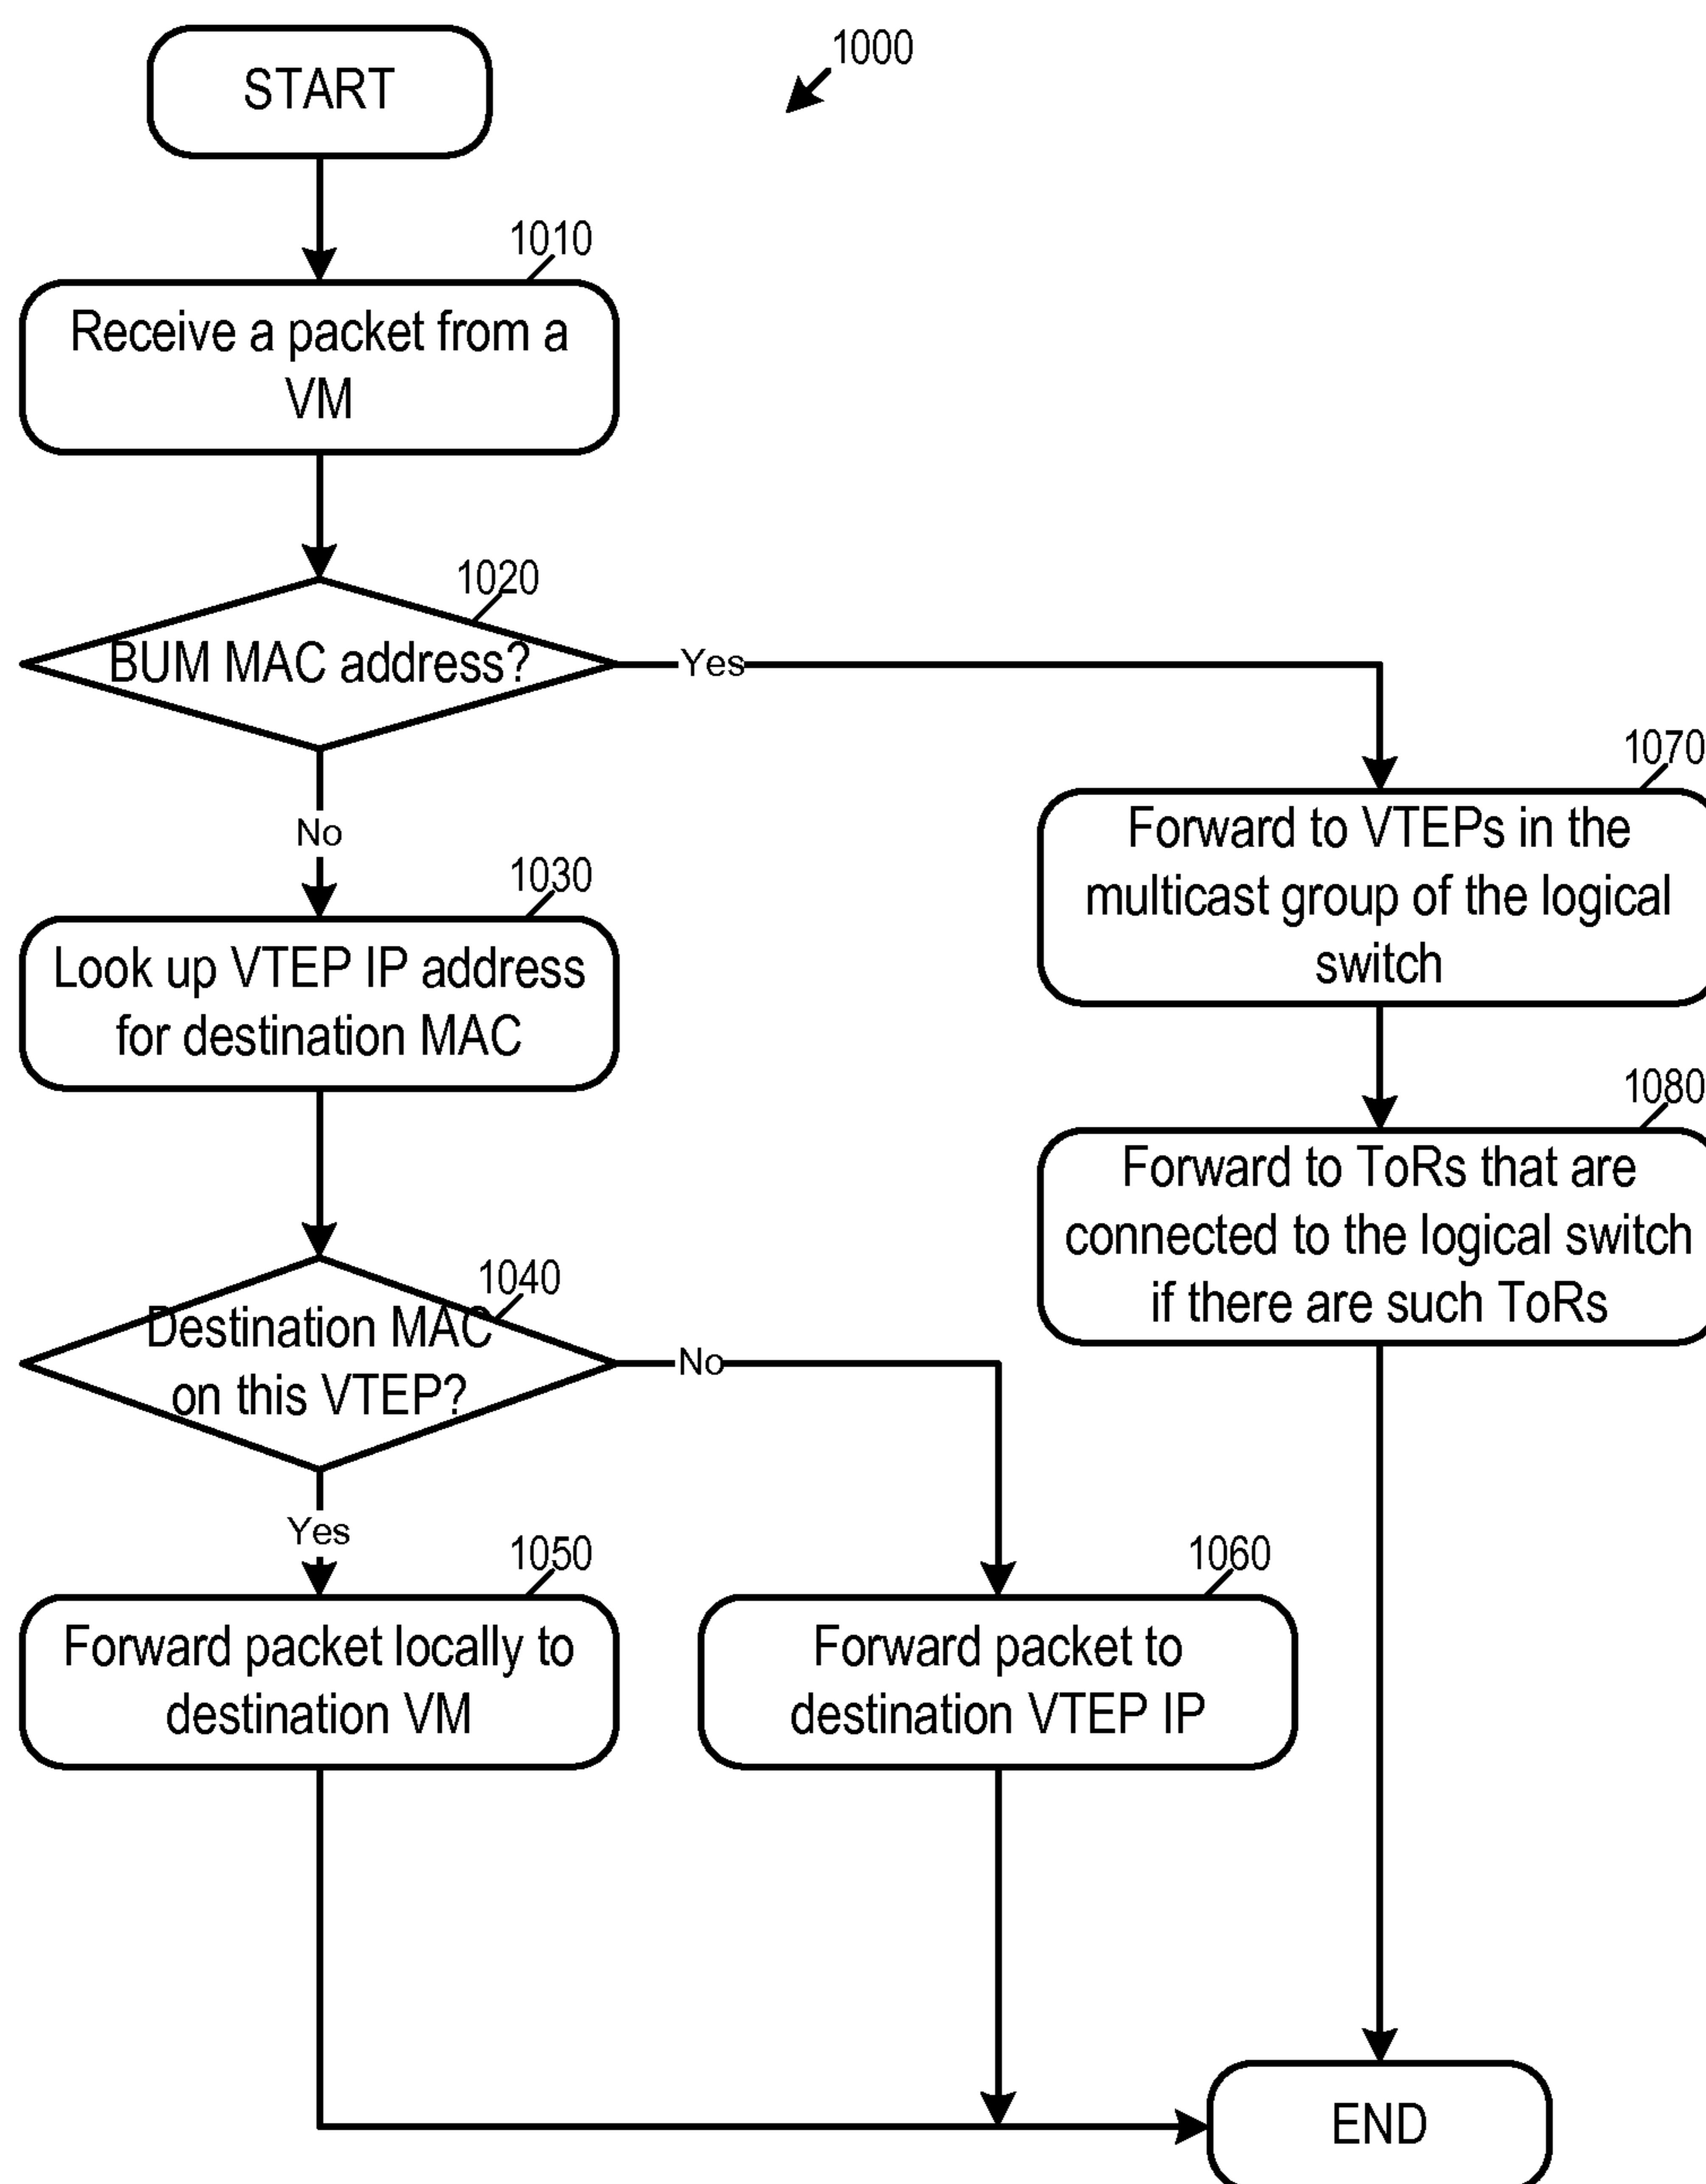 START
1000
1010
Receive a packet from a
VM
1020
BUM MAC address?
Yes
No
1070
Forward to VTEPs in the
multicast group of the logical
switch
1030
Look up VTEP IP address
for destination MAC
1080
Forward to ToRs that are
connected to the logical switch
if there are such ToRs
1040
Destination MAC
on this VTEP?
No
Yes
1050
Forward packet locally to
destination VM
1060
Forward packet to
destination VTEP IP
END